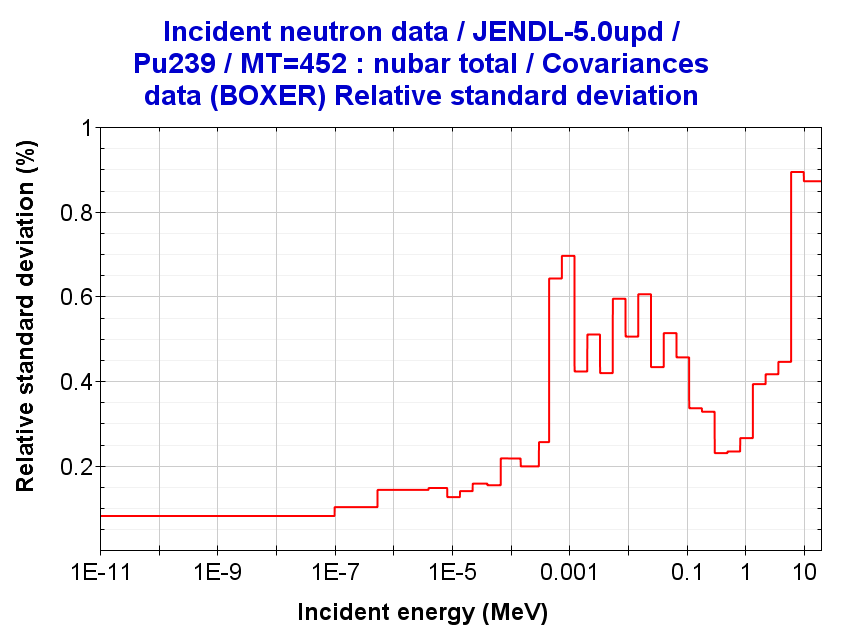 Incident neutron data / JENDL-5.0upd /
Pu239 / MT=452 : nubar total / Covariances
data (BOXER) Relative standard deviation
Relative standard deviation (%)
1
0.8
0.6
0.4
0.2
1E-11 1E-9 1E-7 1E-5 0.001 0.1 1 10
Incident energy (MeV)